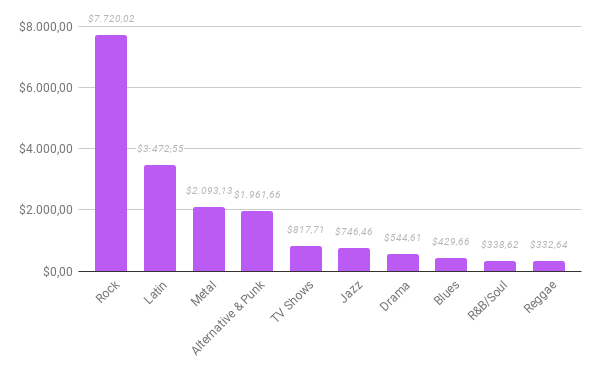 $7.720,02
$8.000,00
$6.000,00
$4.000,00
$3.472,55
$2.093,13
$1.961,66
$2.000,00
$817,71
$746,46
$544,61
$429,66
$338,62
$332,64
$0,00
Rock
Latin
Metal
Alternative & Punk
TV Shows
Jazz
Drama
Blues
R&B/Soul
Reggae